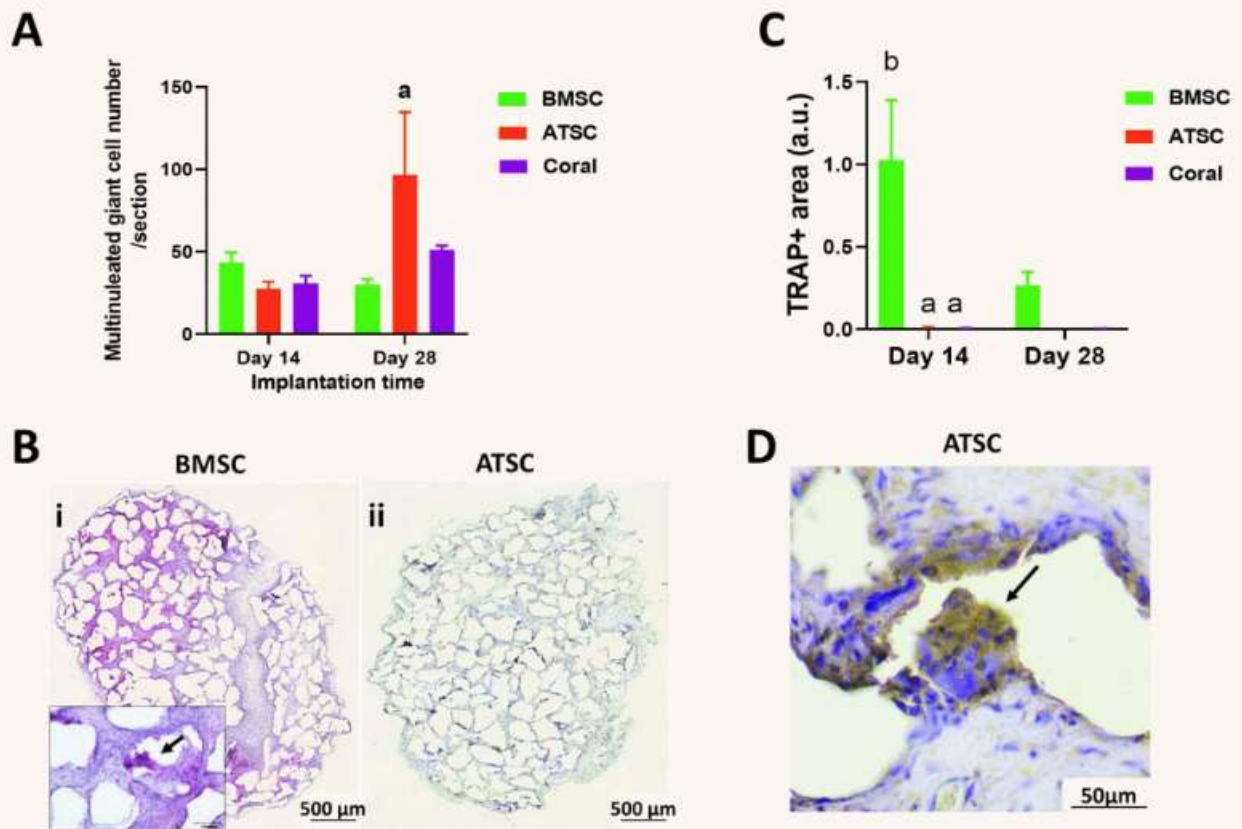 A
Multinuleated giant cell number
/section
150
100
50
0
a
BMSC
ATSC
Coral
Day 14
Day 28
Implantation time
C
TRAP+ area (a.u.)
1.5
1.0
0.5
0.0
b
a a
BMSC
ATSC
Coral
Day 14
Day 28
B
BMSC
i
500 µm
ATSC
ii
500 µm
D
ATSC
50µm